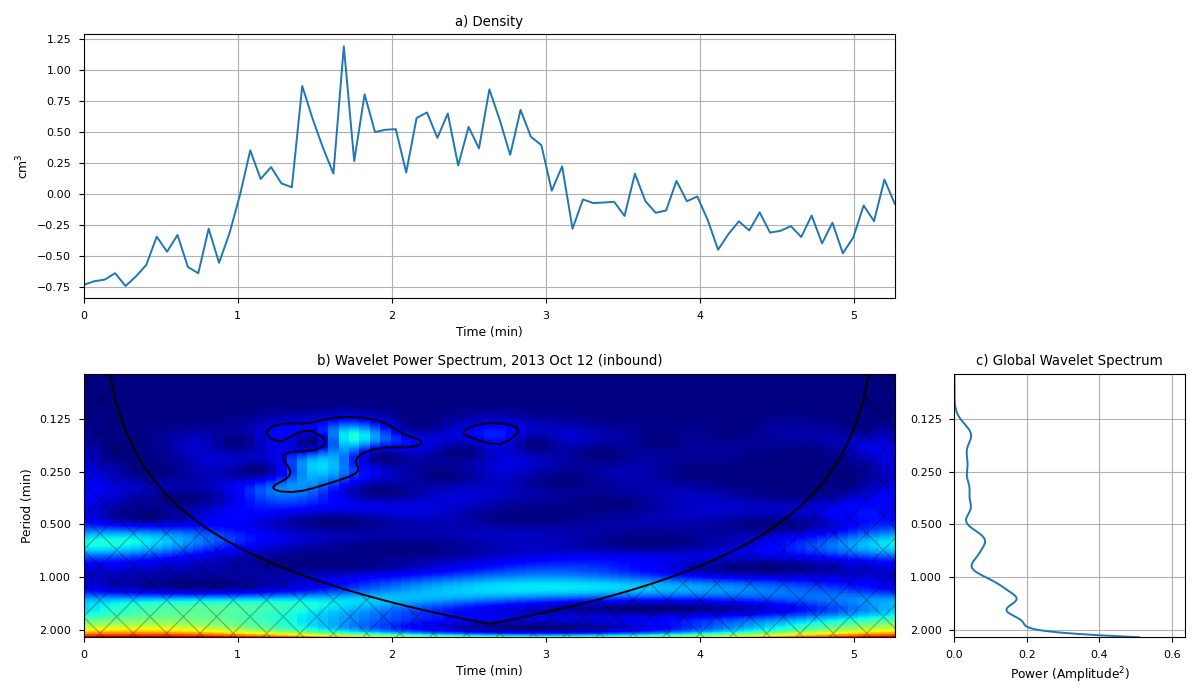 a) Density
1.25
1.00
0.75
0.50
0.25
0.00
−0.25
−0.50
−0.75
cm³
0 1 2 3 4 5
Time (min)
b) Wavelet Power Spectrum, 2013 Oct 12 (inbound)
0.125
0.250
0.500
1.000
2.000
Period (min)
0 1 2 3 4 5
Time (min)
c) Global Wavelet Spectrum
0.125
0.250
0.500
1.000
2.000
0.0 0.2 0.4 0.6
Power (Amplitude²)